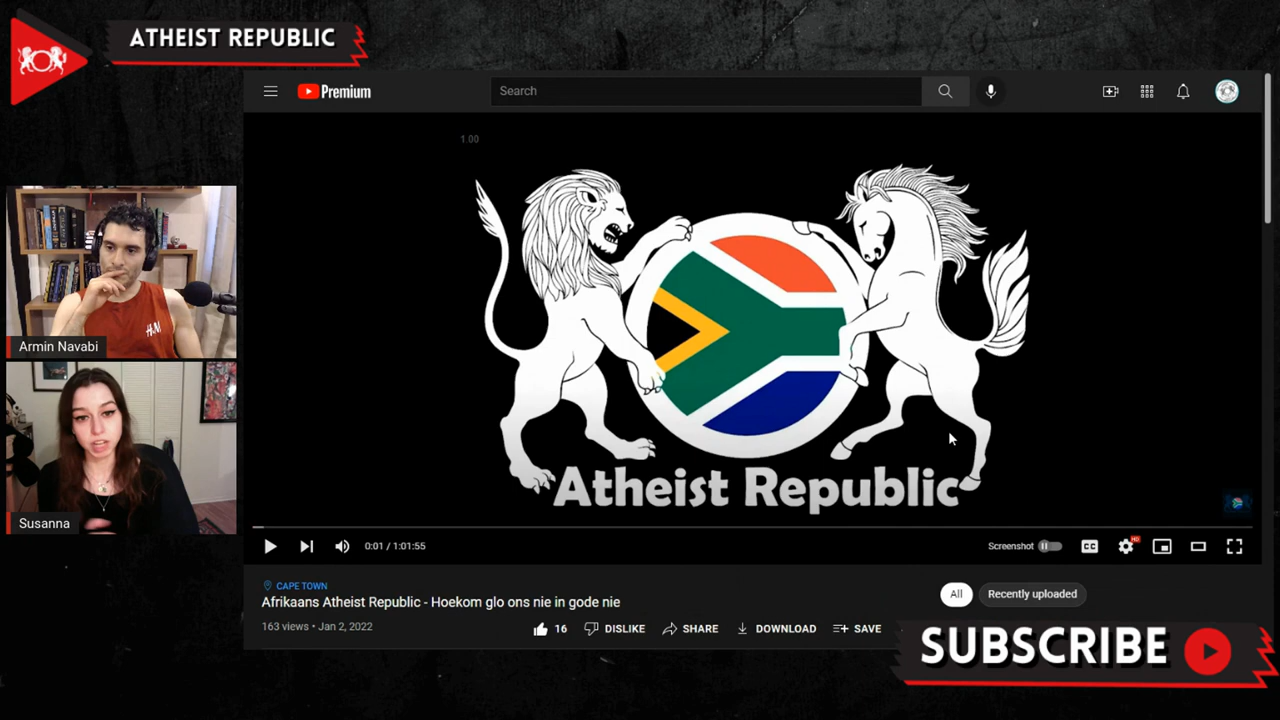 ATHEIST REPUBLIC
Premium
Search
1.00
Armin Navabi
H&M
Susanna
Atheist Republic
0:01 / 1:01:55
Screenshot
CC
HD
CAPE TOWN
Afrikaans Atheist Republic - Hoekom glo ons nie in gode nie
163 views • Jan 2, 2022
All
Recently uploaded
16
DISLIKE
SHARE
DOWNLOAD
SAVE
SUBSCRIBE